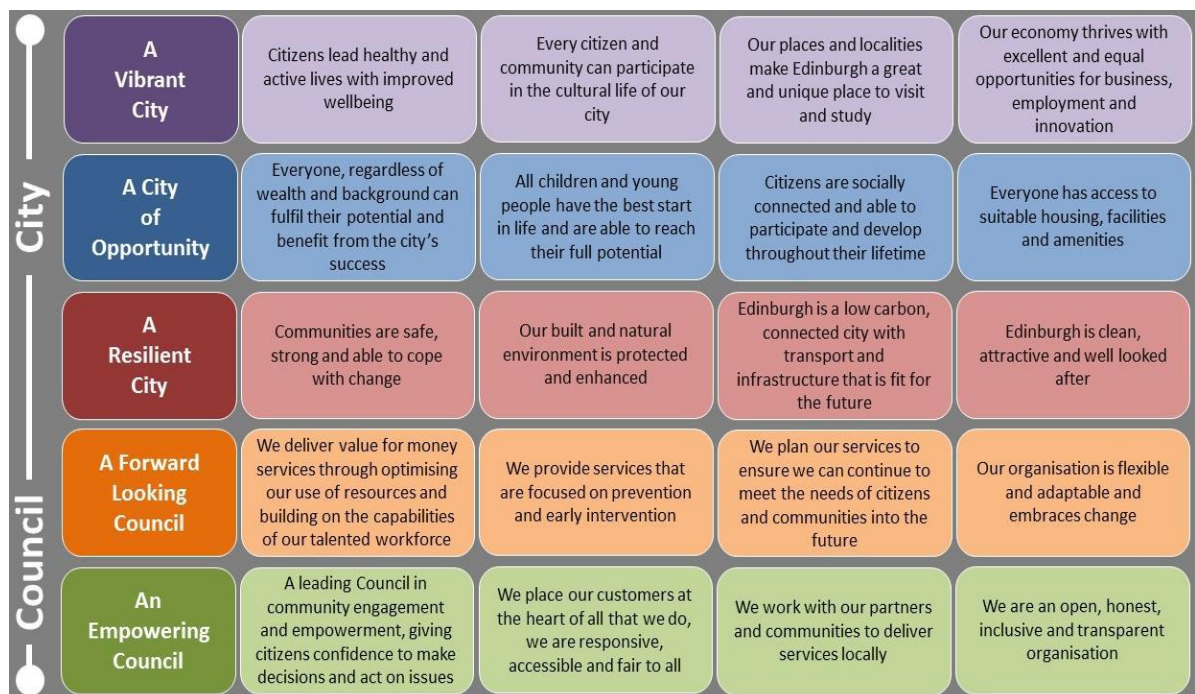 City
Council
A
Vibrant
City
Citizens lead healthy and
active lives with improved
wellbeing
Every citizen and
community can participate
in the cultural life of our
city
Our places and localities
make Edinburgh a great
and unique place to visit
and study
Our economy thrives with
excellent and equal
opportunities for business,
employment and
innovation
A City
of
Opportunity
Everyone, regardless of
wealth and background can
fulfil their potential and
benefit from the city's
success
All children and young
people have the best start
in life and are able to reach
their full potential
Citizens are socially
connected and able to
participate and develop
throughout their lifetime
Everyone has access to
suitable housing, facilities
and amenities
A
Resilient
City
Communities are safe,
strong and able to cope
with change
Our built and natural
environment is protected
and enhanced
Edinburgh is a low carbon,
connected city with
transport and
infrastructure that is fit for
the future
Edinburgh is clean,
attractive and well looked
after
A Forward
Looking
Council
We deliver value for money
services through optimising
our use of resources and
building on the capabilities
of our talented workforce
We provide services that
are focused on prevention
and early intervention
We plan our services to
ensure we can continue to
meet the needs of citizens
and communities into the
future
Our organisation is flexible
and adaptable and
embraces change
An
Empowering
Council
A leading Council in
community engagement
and empowerment, giving
citizens confidence to make
decisions and act on issues
We place our customers at
the heart of all that we do,
we are responsive,
accessible and fair to all
We work with our partners
and communities to deliver
services locally
We are an open, honest,
inclusive and transparent
organisation